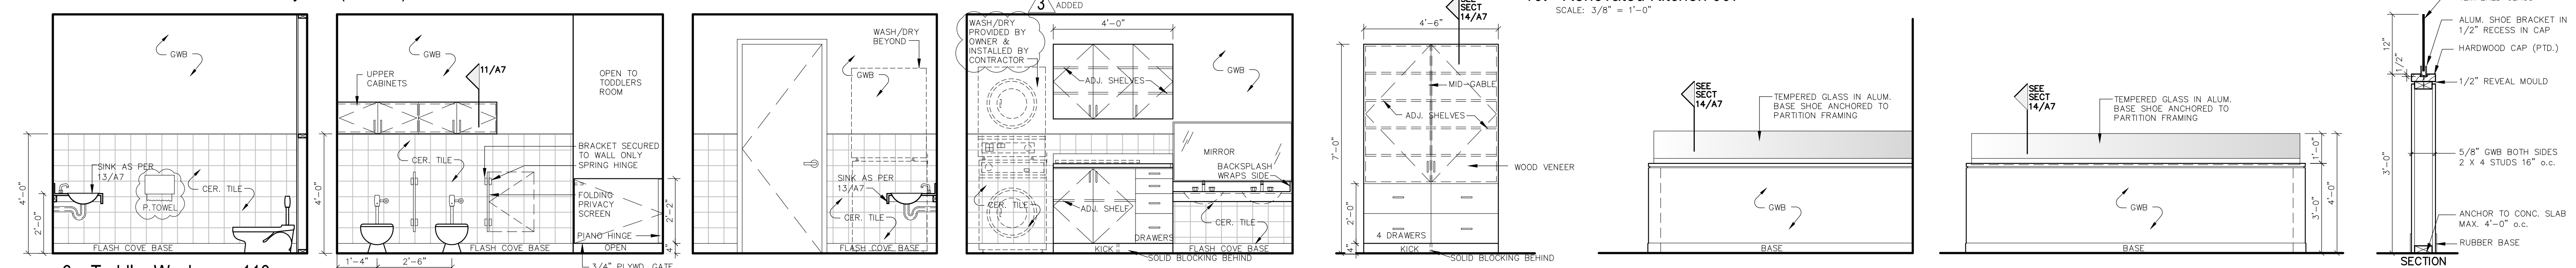 GWB
4'-0"
2'-0"
SINK AS PER
13/A7
P.TOWEL
CER. TILE
FLASH COVE BASE
UPPER
CABINETS
GWB
11/A7
OPEN TO
TODDLERS
ROOM
4'-0"
CER. TILE
BRACKET SECURED
TO WALL ONLY
SPRING HINGE
FOLDING
PRIVACY
SCREEN
PIANO HINGE
2'-2"
4"
FLASH COVE BASE
OPEN
1'-4"
2'-6"
3/4" PLYWD. GATE
WASH/DRY
BEYOND
GWB
SINK AS PER
13/A7
CER. TILE
FLASH COVE BASE
3
ADDED
WASH/DRY
PROVIDED BY
OWNER &
INSTALLED BY
CONTRACTOR
4'-0"
ADJ. SHELVES
GWB
MIRROR
BACKSPLASH
WRAPS SIDE
CER. TILE
ADJ. SHELF
DRAWERS
CER. TILE
KICK
FLASH COVE BASE
SOLID BLOCKING BEHIND
SEE
SECT
14/A7
4'-6"
7'-0"
MID-GABLE
ADJ. SHELVES
WOOD VENEER
2'-0"
4 DRAWERS
4"
KICK
SOLID BLOCKING BEHIND
SCALE: 3/8" = 1'-0"
SEE
SECT
14/A7
TEMPERED GLASS IN ALUM.
BASE SHOE ANCHORED TO
PARTITION FRAMING
GWB
BASE
SEE
SECT
14/A7
TEMPERED GLASS IN ALUM.
BASE SHOE ANCHORED TO
PARTITION FRAMING
GWB
BASE
1'-0"
3'-0"
4'-0"
12"
1/2"
3'-0"
ALUM. SHOE BRACKET IN
1/2" RECESS IN CAP
HARDWOOD CAP (PTD.)
1/2" REVEAL MOULD
5/8" GWB BOTH SIDES
2 X 4 STUDS 16" o.c.
ANCHOR TO CONC. SLAB
MAX. 4'-0" o.c.
RUBBER BASE
SECTION